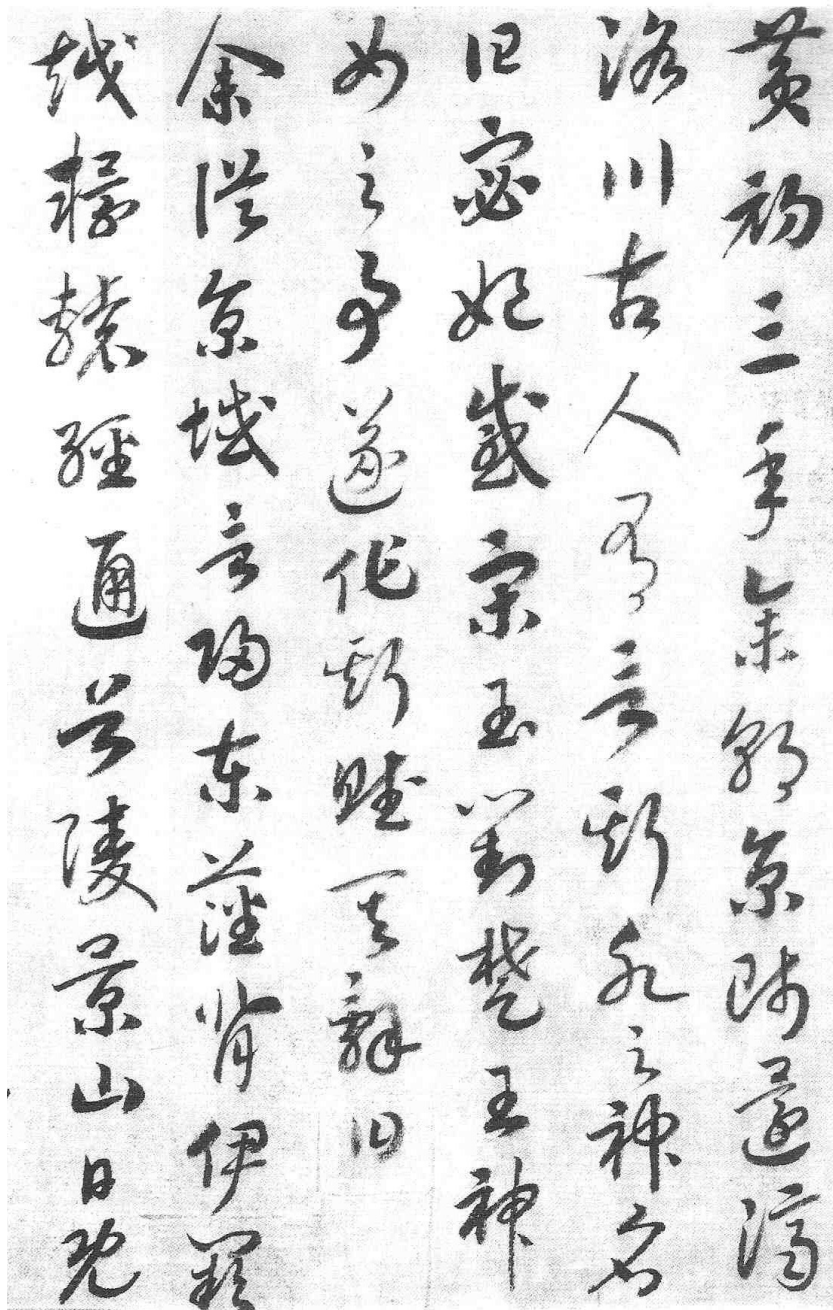 黄初三年余朝京師還濟
洛川古人有言斯水之神名
曰宓妃感宋玉對楚王神
女之事遂作斯賦其辭曰
余從京域言歸東藩背伊闕
越轘轅經通谷陵景山日既